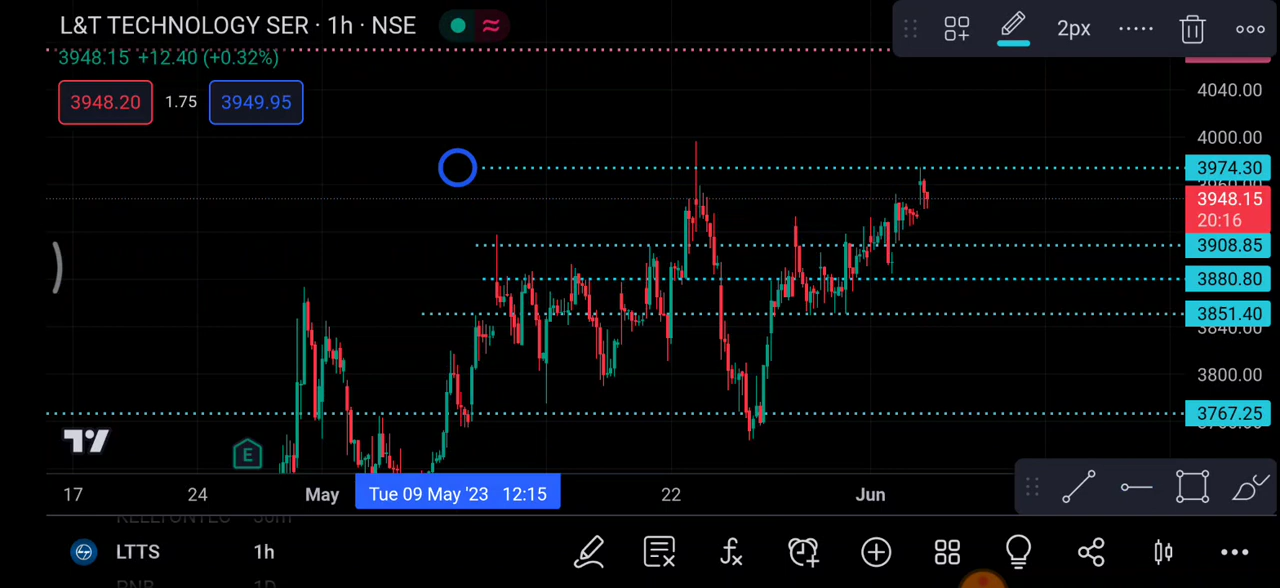 L&T TECHNOLOGY SER · 1h · NSE
2px
3948.15 +12.40 (+0.32%)
3948.20 1.75 3949.95
4040.00
4000.00
3974.30
3948.15
20:16
3908.85
3880.80
3851.40
3840.00
3800.00
3767.25
E
17 24 May Tue 09 May '23 12:15 22 Jun
LTTS 1h